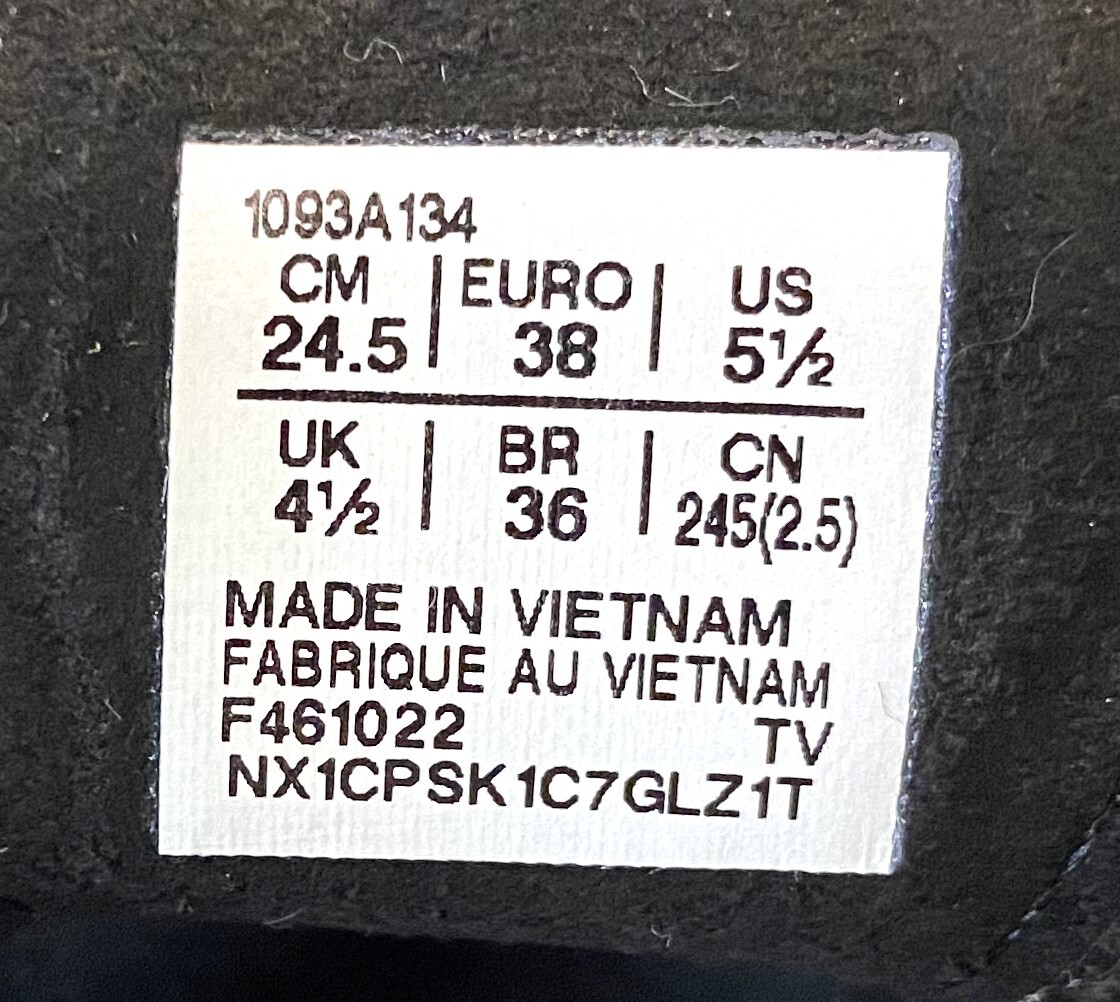 1093A134
CM | EURO | US
24.5 | 38 | 5½
UK | BR | CN
4½ | 36 | 245(2.5)
MADE IN VIETNAM
FABRIQUE AU VIETNAM
F461022 TV
NX1CPSK1C7GLZ1T